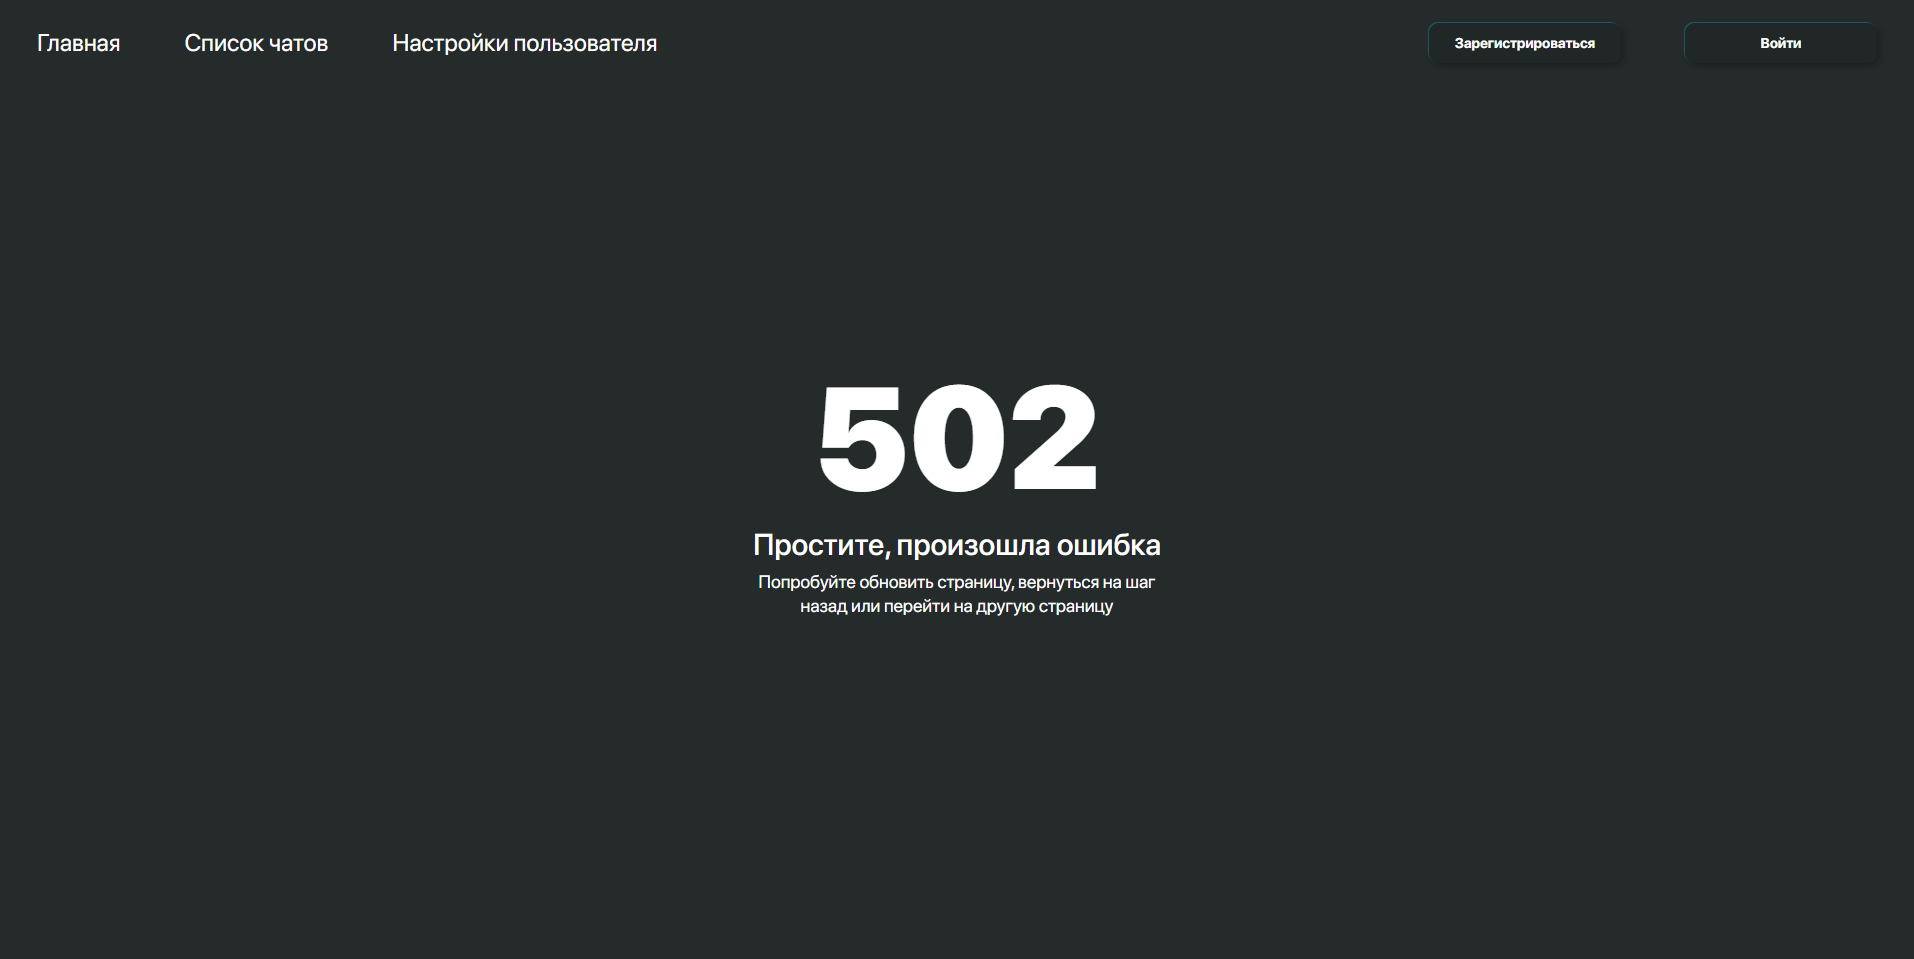 Главная
Список чатов
Настройки пользователя
Зарегистрироваться
Войти
502
Простите, произошла ошибка
Попробуйте обновить страницу, вернуться на шаг
назад или перейти на другую страницу